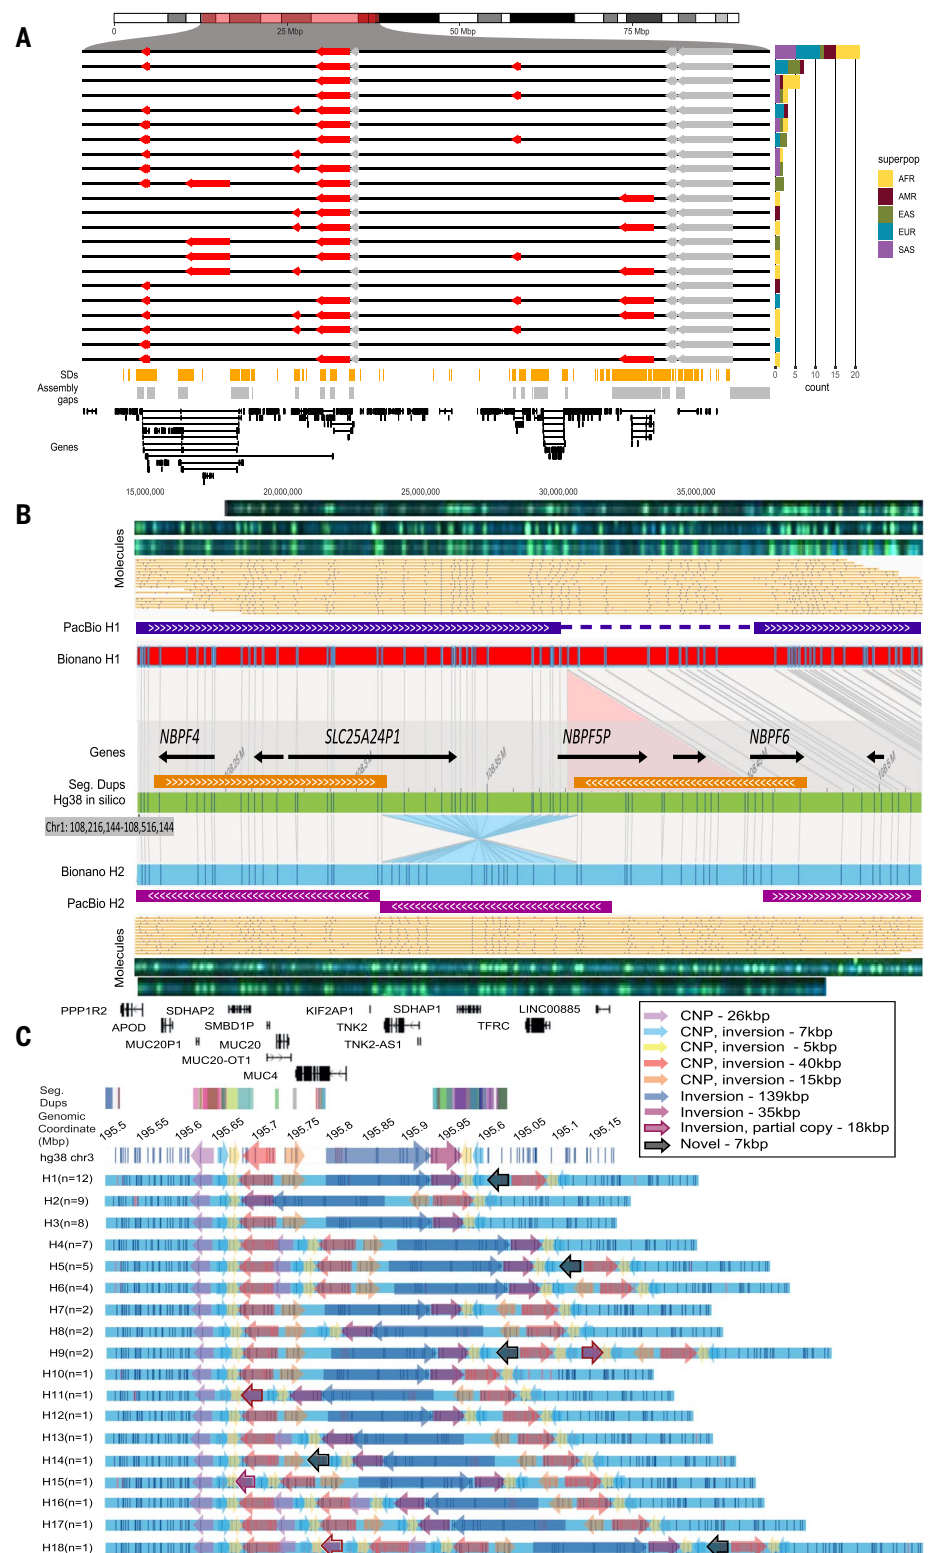 A
0
25 Mbp
50 Mbp
75 Mbp
superpop
AFR
AMR
EAS
EUR
SAS
SDs
Assembly
gaps
Genes
0 5 10 15 20
count
15,000,000 20,000,000 25,000,000 30,000,000 35,000,000
B
Molecules
PacBio H1
Bionano H1
Genes
NBPF4 SLC25A24P1 NBPF5P NBPF6
108.35 M
108.5 M
Seg. Dups
Hg38 in silico
Chr1: 108,216,144-108,516,144
Bionano H2
PacBio H2
Molecules
C
PPP1R2 SDHAP2 KIF2AP1 SDHAP1 LINC00885
APOD SMBD1P TNK2 TFRC
MUC20P1 MUC20 TNK2-AS1
MUC20-OT1
MUC4
CNP - 26kbp
CNP, inversion - 7kbp
CNP, inversion - 5kbp
CNP, inversion - 40kbp
CNP, inversion - 15kbp
Inversion - 139kbp
Inversion - 35kbp
Inversion, partial copy - 18kbp
Novel - 7kbp
Seg.
Dups
Genomic
Coordinate
(Mbp)
195.5 195.55 195.6 195.65 195.7 195.75 195.8 195.85 195.9 195.95 195.6 195.05 195.1 195.15
hg38 chr3
H1(n=12)
H2(n=9)
H3(n=8)
H4(n=7)
H5(n=5)
H6(n=4)
H7(n=2)
H8(n=2)
H9(n=2)
H10(n=1)
H11(n=1)
H12(n=1)
H13(n=1)
H14(n=1)
H15(n=1)
H16(n=1)
H17(n=1)
H18(n=1)